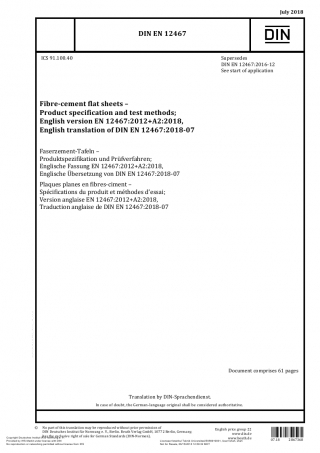 July 2018
DIN EN 12467
DIN
ICS 91.100.40
Supersedes
DIN EN 12467:2016-12
See start of application
Fibre-cement flat sheets –
Product specification and test methods;
English version EN 12467:2012+A2:2018,
English translation of DIN EN 12467:2018-07
Faserzement-Tafeln –
Produktspezifikation und Prüfverfahren;
Englische Fassung EN 12467:2012+A2:2018,
Englische Übersetzung von DIN EN 12467:2018-07
Plaques planes en fibres-ciment –
Spécifications du produit et méthodes d'essai;
Version anglaise EN 12467:2012+A2:2018,
Traduction anglaise de DIN EN 12467:2018-07
Document comprises 61 pages
Translation by DIN-Sprachendienst.
In case of doubt, the German-language original shall be considered authoritative.
No part of this translation may be reproduced without prior permission of
DIN Deutsches Institut für Normung e. V., Berlin. Beuth Verlag GmbH, 10772 Berlin, Germany,
has the exclusive right of sale for German Standards (DIN-Normen).
English price group 22
www.din.de
www.beuth.de